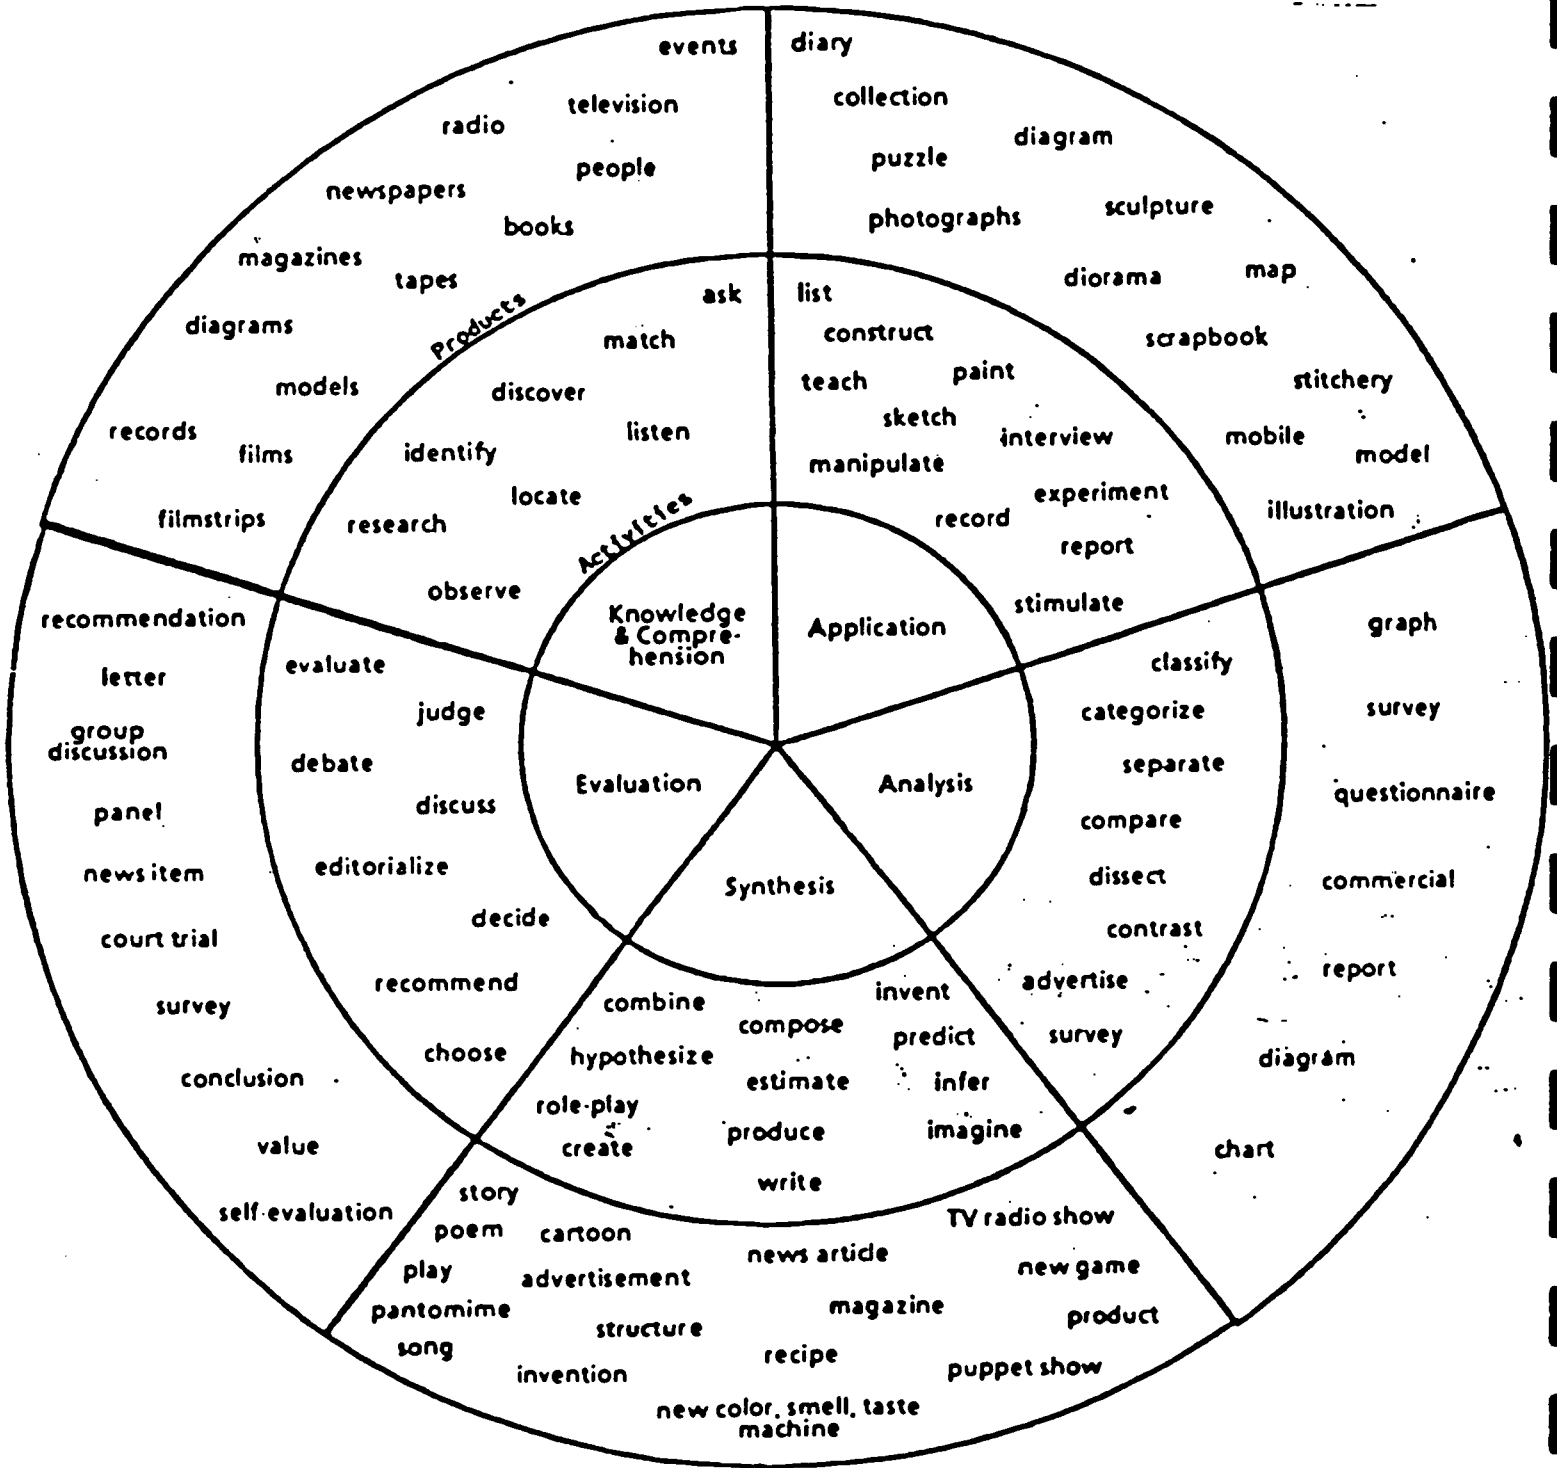 events
television
radio
people
newspapers
books
magazines
tapes
diagrams
models
records
films
filmstrips
Products
ask
match
discover
listen
identify
locate
research
observe
Activities
Knowledge
& Compre-
hension
diary
collection
diagram
puzzle
sculpture
photographs
map
diorama
scrapbook
stitchery
mobile
model
illustration
list
construct
paint
teach
sketch
interview
manipulate
experiment
record
report
stimulate
Application
graph
survey
questionnaire
commercial
report
diagram
chart
classify
categorize
separate
compare
dissect
contrast
advertise
survey
Analysis
Synthesis
combine
invent
compose
predict
hypothesize
estimate
infer
role-play
produce
imagine
create
write
story
TV radio show
poem
cartoon
news article
play
advertisement
new game
pantomime
magazine
product
structure
song
recipe
puppet show
invention
new color, smell, taste
machine
Evaluation
evaluate
judge
debate
discuss
editorialize
decide
recommend
choose
recommendation
letter
group
discussion
panel
news item
court trial
survey
conclusion
value
self-evaluation